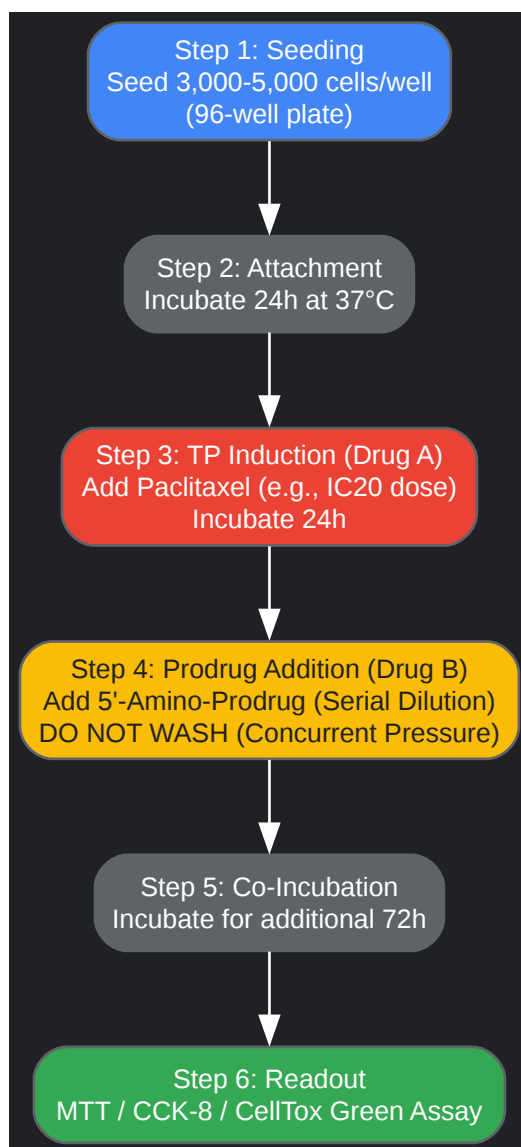 Step 1: Seeding
Seed 3,000-5,000 cells/well
(96-well plate)
Step 2: Attachment
Incubate 24h at 37°C
Step 3: TP Induction (Drug A)
Add Paclitaxel (e.g., IC20 dose)
Incubate 24h
Step 4: Prodrug Addition (Drug B)
Add 5'-Amino-Prodrug (Serial Dilution)
DO NOT WASH (Concurrent Pressure)
Step 5: Co-Incubation
Incubate for additional 72h
Step 6: Readout
MTT / CCK-8 / CellTox Green Assay